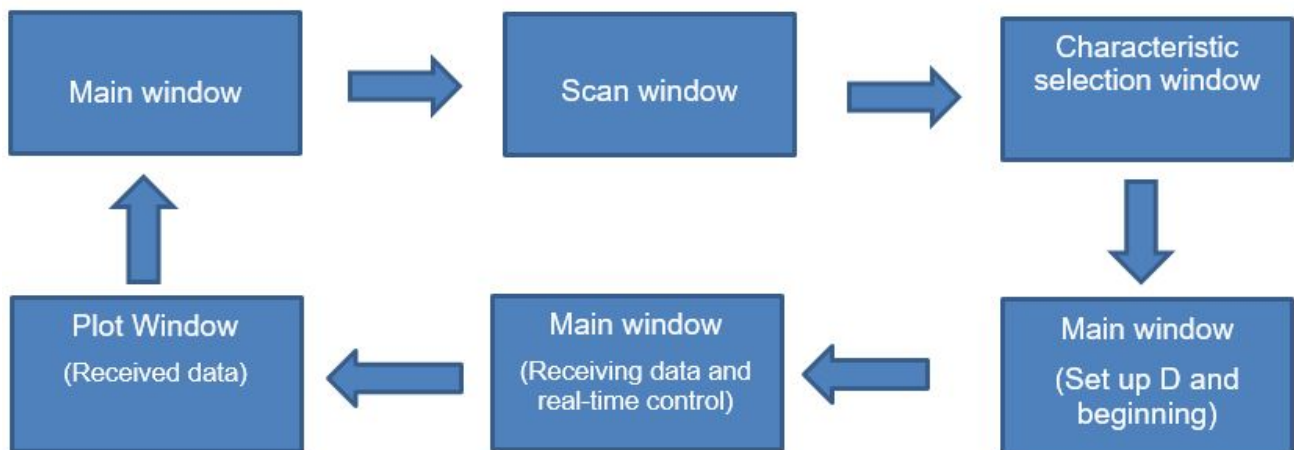 Main window
Scan window
Characteristic
selection window
Main window
(Set up D and
beginning)
Main window
(Receiving data and
real-time control)
Plot Window
(Received data)